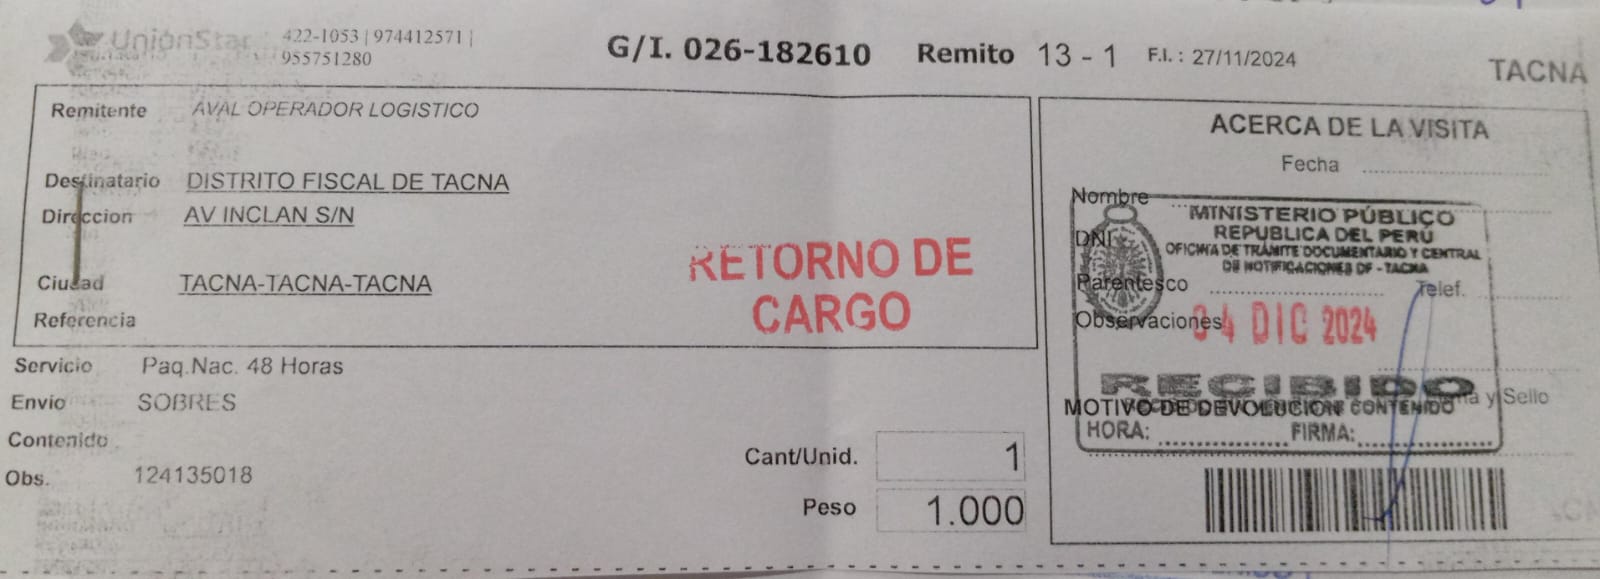 UnionStar 422-1053 | 974412571 |
955751280
G/I. 026-182610 Remito 13 - 1 F.I. : 27/11/2024
TACNA
Remitente AVAL OPERADOR LOGISTICO
Destinatario DISTRITO FISCAL DE TACNA
Direccion AV INCLAN S/N
Ciudad TACNA-TACNA-TACNA
Referencia
RETORNO DE
CARGO
Servicio Paq.Nac. 48 Horas
Envio SOBRES
Contenido
Obs. 124135018
Cant/Unid. 1
Peso 1.000
ACERCA DE LA VISITA
Fecha
Nombre
DNI
Parentesco Telef.
Observaciones
y Sello
MOTIVO DE DEVOLUCION
MINISTERIO PÚBLICO
REPUBLICA DEL PERÚ
OFICINA DE TRÁMITE DOCUMENTARIO Y CENTRAL
DE NOTIFICACIONES DF - TACNA
04 DIC 2024
RECIBIDO
CONTENIDO
HORA: FIRMA: